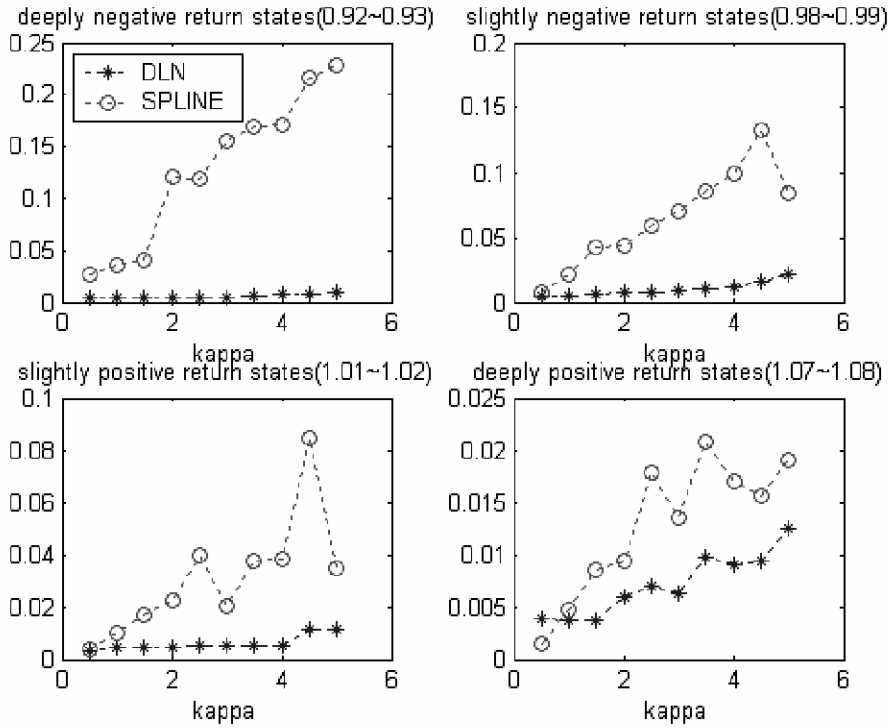 deeply negative return states(0.92~0.93)
0.25
0.2
0.15
0.1
0.05
0
DLN
SPLINE
0 2 4 6
kappa
slightly negative return states(0.98~0.99)
0.2
0.15
0.1
0.05
0
0 2 4 6
kappa
slightly positive return states(1.01~1.02)
0.1
0.08
0.06
0.04
0.02
0
0 2 4 6
kappa
deeply positive return states(1.07~1.08)
0.025
0.02
0.015
0.01
0.005
0
0 2 4 6
kappa